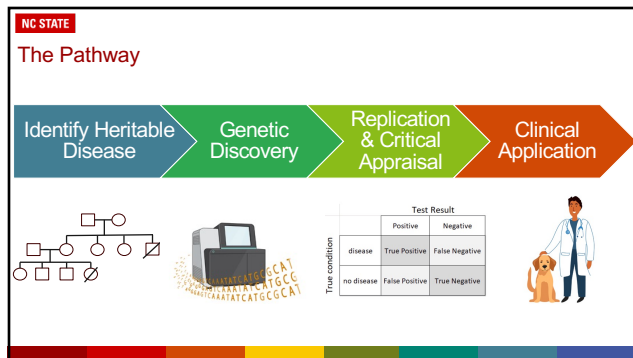 NC STATE
The Pathway
Identify Heritable
Disease
Genetic
Discovery
Replication
& Critical
Appraisal
Clinical
Application
Test Result
Positive Negative
True condition
disease True Positive False Negative
no disease False Positive True Negative